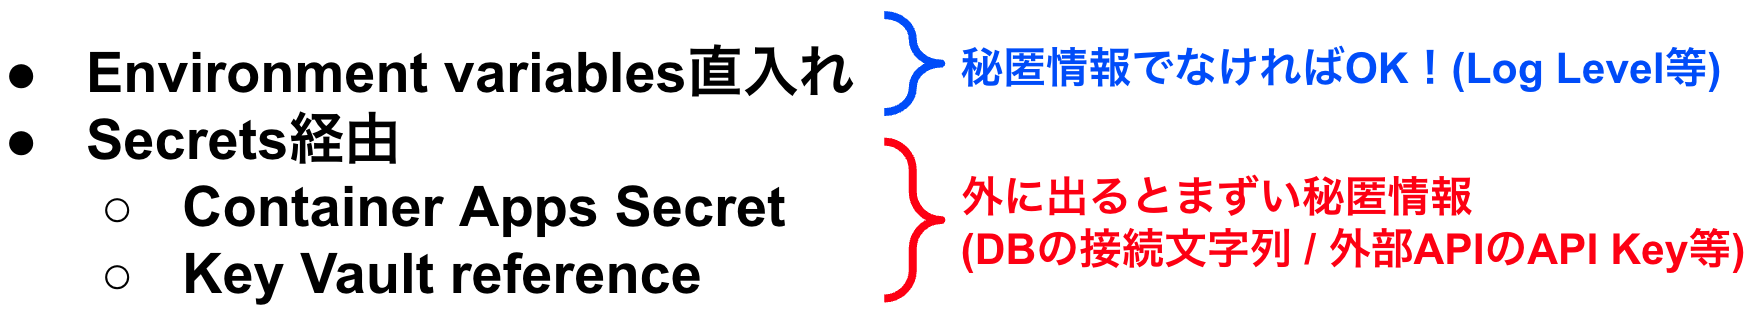 ● Environment variables直入れ
秘匿情報でなければOK！(Log Level等)
● Secrets経由
○ Container Apps Secret
○ Key Vault reference
外に出るとまずい秘匿情報
(DBの接続文字列 / 外部APIのAPI Key等)